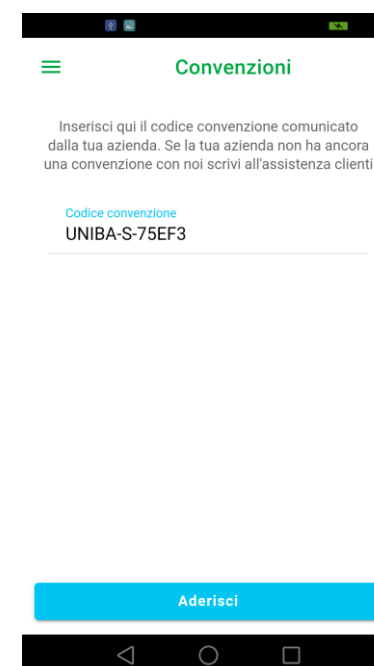 Convenzioni
Inserisci qui il codice convenzione comunicato
dalla tua azienda. Se la tua azienda non ha ancora
una convenzione con noi scrivi all'assistenza clienti
Codice convenzione
UNIBA-S-75EF3
Aderisci